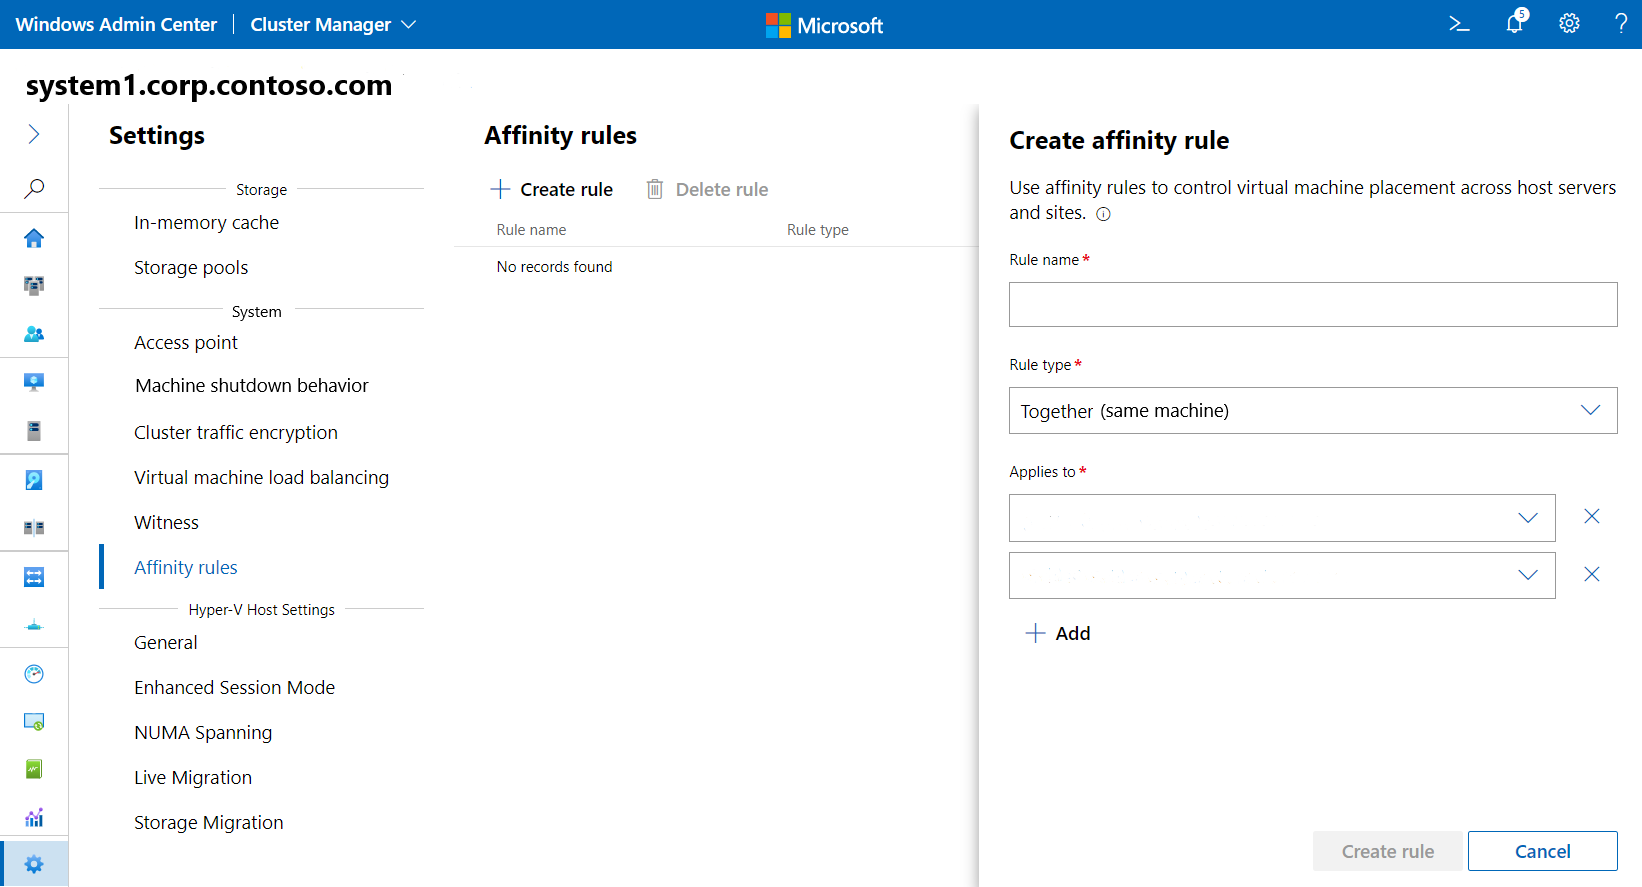 Windows Admin Center
Cluster Manager
Microsoft
5
?
system1.corp.contoso.com
Settings
Storage
In-memory cache
Storage pools
System
Access point
Machine shutdown behavior
Cluster traffic encryption
Virtual machine load balancing
Witness
Affinity rules
Hyper-V Host Settings
General
Enhanced Session Mode
NUMA Spanning
Live Migration
Storage Migration
Affinity rules
Create rule
Delete rule
Rule name
Rule type
No records found
Create affinity rule
Use affinity rules to control virtual machine placement across host servers
and sites.
Rule name *
Rule type *
Together (same machine)
Applies to *
Add
Create rule
Cancel